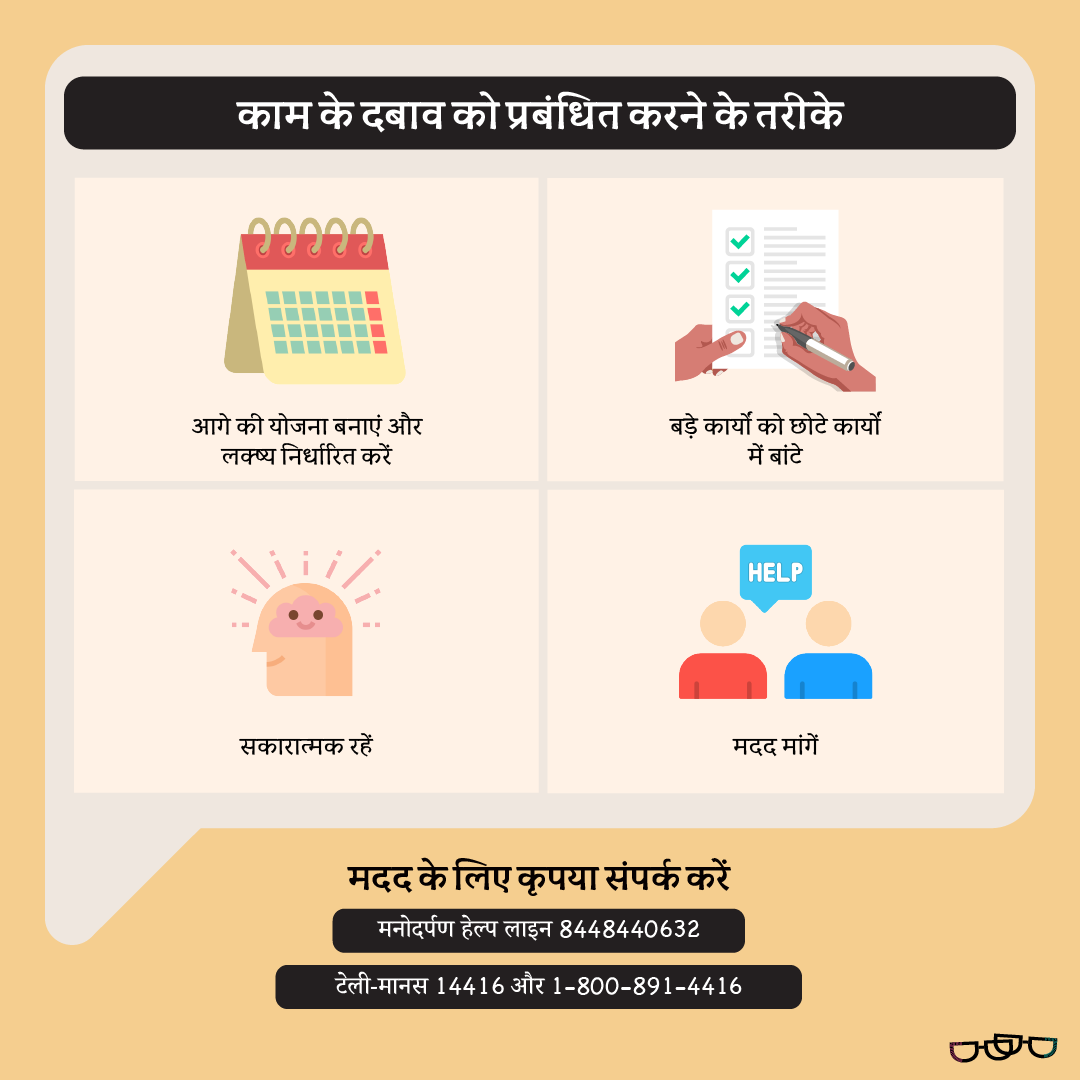 काम के दबाव को प्रबंधित करने के तरीके
आगे की योजना बनाएं और
लक्ष्य निर्धारित करें
बड़े कार्यों को छोटे कार्यों
में बांटे
HELP
सकारात्मक रहें
मदद मांगें
मदद के लिए कृपया संपर्क करें
मनोदर्पण हेल्प लाइन 8448440632
टेली-मानस 14416 और 1-800-891-4416